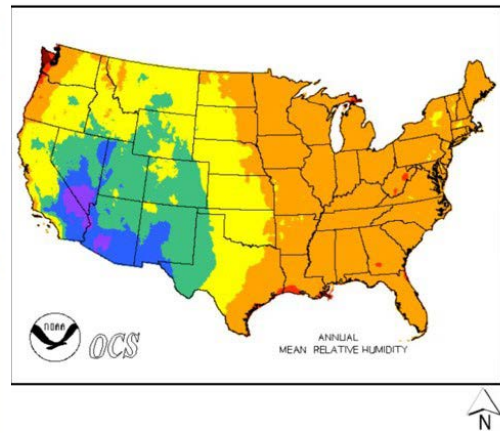 NOAA
OCS
ANNUAL
MEAN RELATIVE HUMIDITY
N